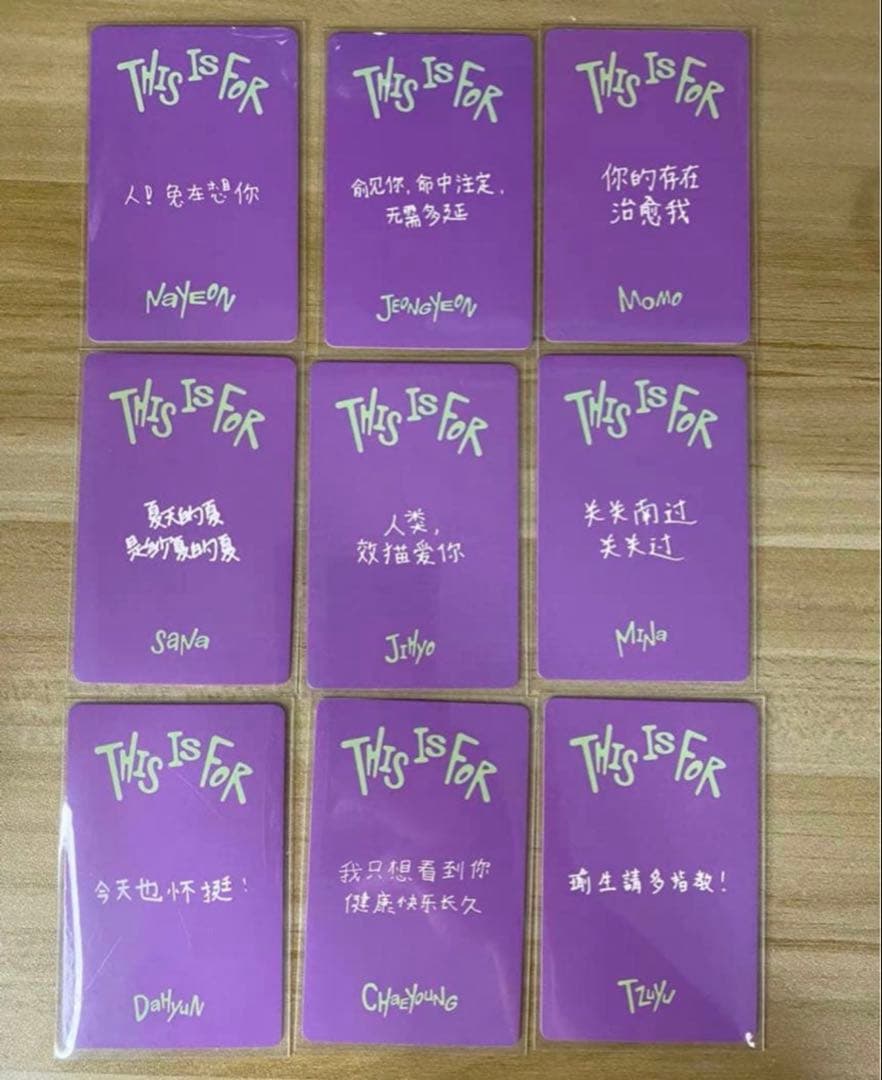 THIS IS FOR
人! 兔在想你
NAYEON
THIS IS FOR
俞见你,命中注定,
无需多延
JEONGYEON
THIS IS FOR
你的存在
治愈我
MOMO
THIS IS FOR
夏天的夏
是纱夏的夏
SANA
THIS IS FOR
人类,
效猫爱你
JIHYO
THIS IS FOR
关关南过
关关过
MINA
THIS IS FOR
今天也怀挺!
DAHYUN
THIS IS FOR
我只想看到你
健康快乐长久
CHAEYOUNG
THIS IS FOR
瑜生請多指教!
TZUYU